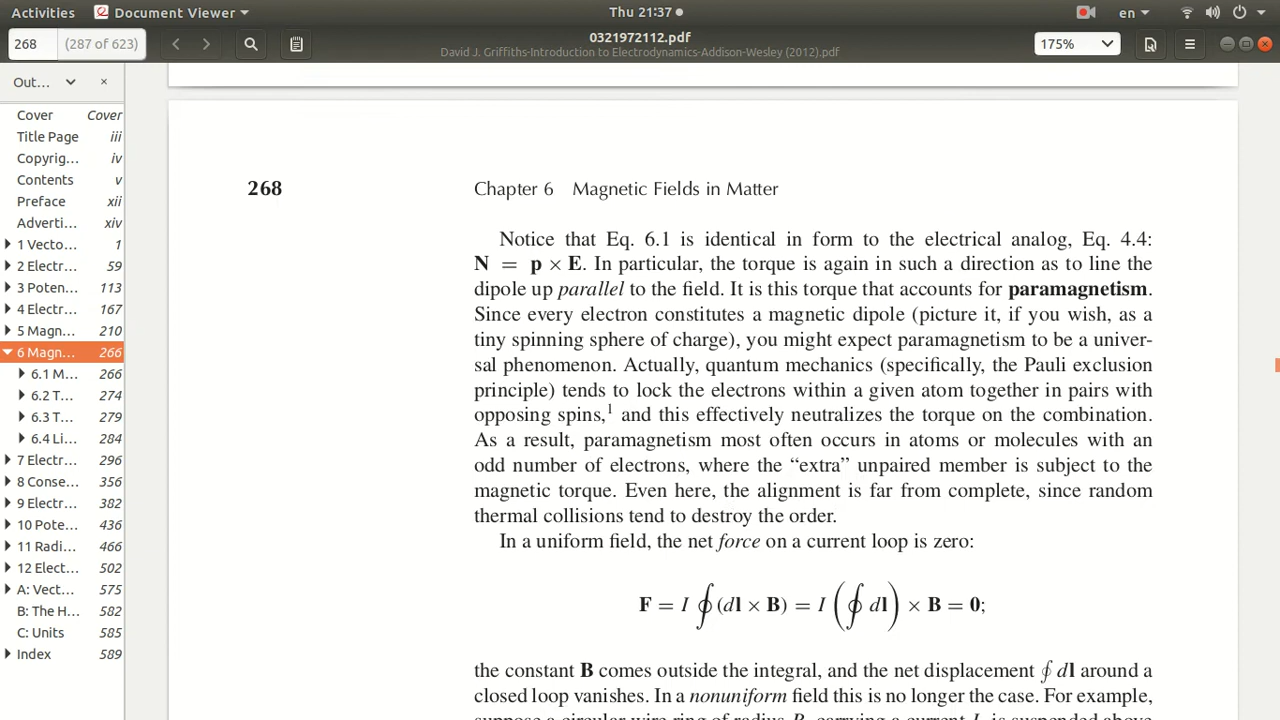 Activities Document Viewer Thu 21:37 en
268 (287 of 623) 0321972112.pdf 175%
David J. Griffiths-Introduction to Electrodynamics-Addison-Wesley (2012).pdf
Out... ×
Cover Cover
Title Page iii
Copyrig... iv
Contents v
Preface xii
Adverti... xiv
1 Vecto... 1
2 Electr... 59
3 Poten... 113
4 Electr... 167
5 Magn... 210
6 Magn... 266
6.1 M... 266
6.2 T... 274
6.3 T... 279
6.4 Li... 284
7 Electr... 296
8 Conse... 356
9 Electr... 382
10 Pote... 436
11 Radi... 466
12 Elect... 502
A: Vect... 575
B: The H... 582
C: Units 585
Index 589
268 Chapter 6 Magnetic Fields in Matter
Notice that Eq. 6.1 is identical in form to the electrical analog, Eq. 4.4:
N = p × E. In particular, the torque is again in such a direction as to line the
dipole up parallel to the field. It is this torque that accounts for paramagnetism.
Since every electron constitutes a magnetic dipole (picture it, if you wish, as a
tiny spinning sphere of charge), you might expect paramagnetism to be a univer-
sal phenomenon. Actually, quantum mechanics (specifically, the Pauli exclusion
principle) tends to lock the electrons within a given atom together in pairs with
opposing spins,¹ and this effectively neutralizes the torque on the combination.
As a result, paramagnetism most often occurs in atoms or molecules with an
odd number of electrons, where the “extra” unpaired member is subject to the
magnetic torque. Even here, the alignment is far from complete, since random
thermal collisions tend to destroy the order.
In a uniform field, the net force on a current loop is zero:
F = I ∮(dl × B) = I (∮ dl) × B = 0;
the constant B comes outside the integral, and the net displacement ∮ dl around a
closed loop vanishes. In a nonuniform field this is no longer the case. For example,
suppose a circular wire ring of radius R, carrying a current I, is suspended above